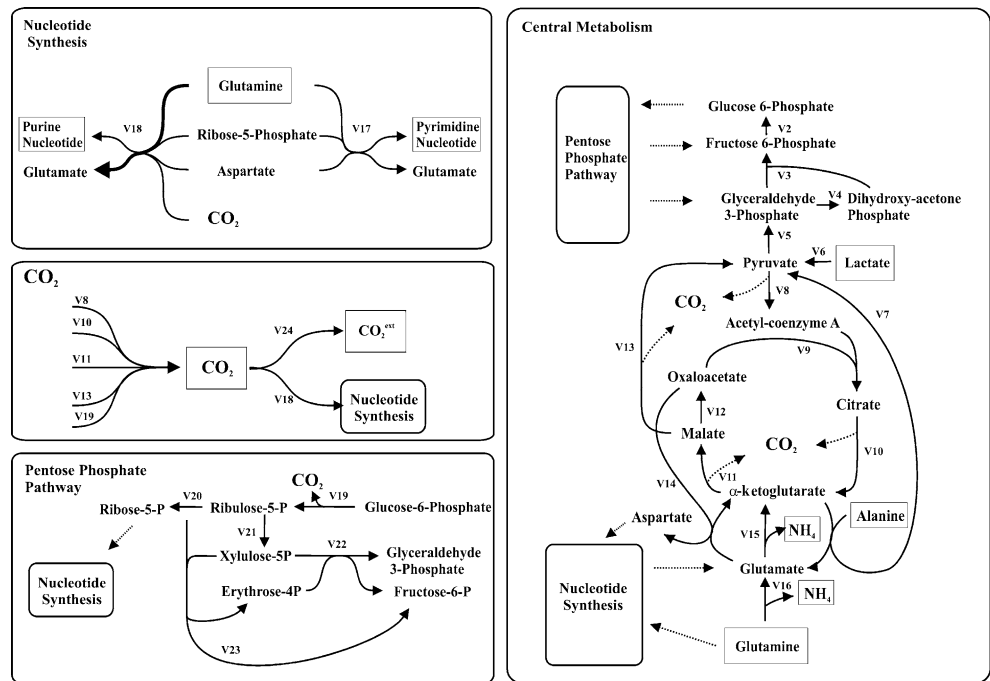 Nucleotide
Synthesis
Glutamine
Purine
Nucleotide
V18
Ribose-5-Phosphate
V17
Pyrimidine
Nucleotide
Glutamate
Aspartate
Glutamate
CO2
CO2
V8
V10
V11
V13
V19
CO2
V24
CO2ext
V18
Nucleotide
Synthesis
Pentose Phosphate
Pathway
CO2
Ribose-5-P
V20
Ribulose-5-P
V19
Glucose-6-Phosphate
V21
Xylulose-5P
V22
Glyceraldehyde
3-Phosphate
Nucleotide
Synthesis
Erythrose-4P
Fructose-6-P
V23
Central Metabolism
Pentose
Phosphate
Pathway
Glucose 6-Phosphate
V2
Fructose 6-Phosphate
V3
Glyceraldehyde
3-Phosphate
V4
Dihydroxy-acetone
Phosphate
V5
Pyruvate
V6
Lactate
CO2
V8
V7
Acetyl-coenzyme A
V13
V9
Oxaloacetate
Citrate
V12
Malate
CO2
V10
V14
V11
α-ketoglutarate
Aspartate
V15
NH4
Alanine
Glutamate
V16
NH4
Nucleotide
Synthesis
Glutamine